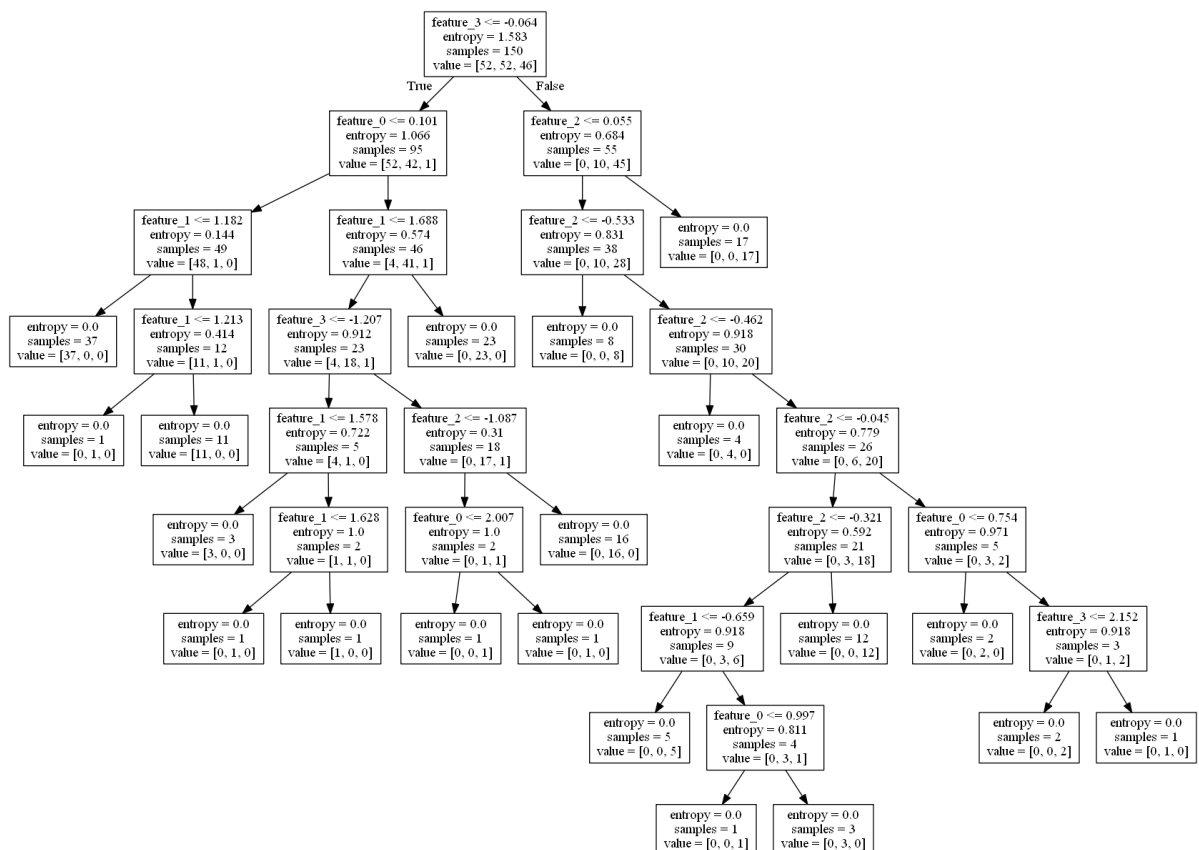 feature_3 <= -0.064
entropy = 1.583
samples = 150
value = [52, 52, 46]
True
False
feature_0 <= 0.101
entropy = 1.066
samples = 95
value = [52, 42, 1]
feature_2 <= 0.055
entropy = 0.684
samples = 55
value = [0, 10, 45]
feature_1 <= 1.182
entropy = 0.144
samples = 49
value = [48, 1, 0]
feature_1 <= 1.688
entropy = 0.574
samples = 46
value = [4, 41, 1]
feature_2 <= -0.533
entropy = 0.831
samples = 38
value = [0, 10, 28]
entropy = 0.0
samples = 17
value = [0, 0, 17]
entropy = 0.0
samples = 37
value = [37, 0, 0]
feature_1 <= 1.213
entropy = 0.414
samples = 12
value = [11, 1, 0]
feature_3 <= -1.207
entropy = 0.912
samples = 23
value = [4, 18, 1]
entropy = 0.0
samples = 23
value = [0, 23, 0]
entropy = 0.0
samples = 8
value = [0, 0, 8]
feature_2 <= -0.462
entropy = 0.918
samples = 30
value = [0, 10, 20]
entropy = 0.0
samples = 1
value = [0, 1, 0]
entropy = 0.0
samples = 11
value = [11, 0, 0]
feature_1 <= 1.578
entropy = 0.722
samples = 5
value = [4, 1, 0]
feature_2 <= -1.087
entropy = 0.31
samples = 18
value = [0, 17, 1]
entropy = 0.0
samples = 4
value = [0, 4, 0]
feature_2 <= -0.045
entropy = 0.779
samples = 26
value = [0, 6, 20]
entropy = 0.0
samples = 3
value = [3, 0, 0]
feature_1 <= 1.628
entropy = 1.0
samples = 2
value = [1, 1, 0]
feature_0 <= 2.007
entropy = 1.0
samples = 2
value = [0, 1, 1]
entropy = 0.0
samples = 16
value = [0, 16, 0]
feature_2 <= -0.321
entropy = 0.592
samples = 21
value = [0, 3, 18]
feature_0 <= 0.754
entropy = 0.971
samples = 5
value = [0, 3, 2]
entropy = 0.0
samples = 1
value = [0, 1, 0]
entropy = 0.0
samples = 1
value = [1, 0, 0]
entropy = 0.0
samples = 1
value = [0, 0, 1]
entropy = 0.0
samples = 1
value = [0, 1, 0]
feature_1 <= -0.659
entropy = 0.918
samples = 9
value = [0, 3, 6]
entropy = 0.0
samples = 12
value = [0, 0, 12]
entropy = 0.0
samples = 2
value = [0, 2, 0]
feature_3 <= 2.152
entropy = 0.918
samples = 3
value = [0, 1, 2]
entropy = 0.0
samples = 5
value = [0, 0, 5]
feature_0 <= 0.997
entropy = 0.811
samples = 4
value = [0, 3, 1]
entropy = 0.0
samples = 2
value = [0, 0, 2]
entropy = 0.0
samples = 1
value = [0, 1, 0]
entropy = 0.0
samples = 1
value = [0, 0, 1]
entropy = 0.0
samples = 3
value = [0, 3, 0]